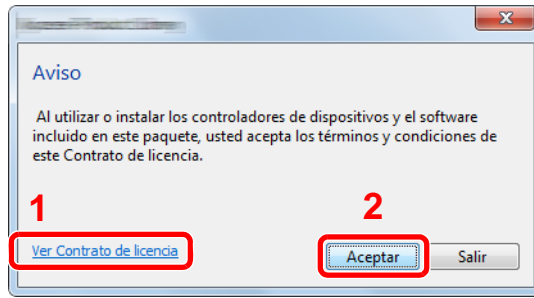 Aviso
Al utilizar o instalar los controladores de dispositivos y el software
incluido en este paquete, usted acepta los términos y condiciones de
este Contrato de licencia.
1
2
Ver Contrato de licencia
Aceptar
Salir